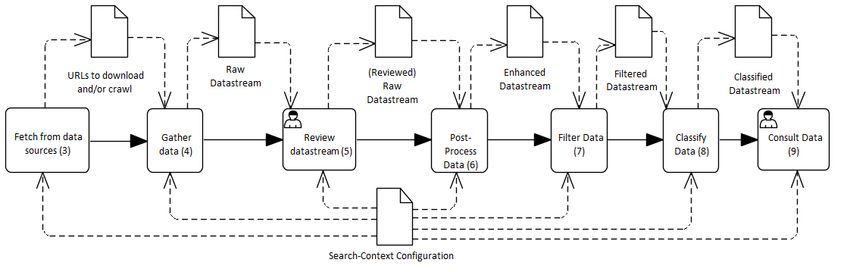 URLs to download
and/or crawl
Raw
Datastream
(Reviewed)
Raw
Datastream
Enhanced
Datastream
Filtered
Datastream
Classified
Datastream
Fetch from data
sources (3)
Gather
data (4)
Review
datastream (5)
Post-
Process
Data (6)
Filter Data
(7)
Classify
Data (8)
Consult Data
(9)
Search-Context Configuration